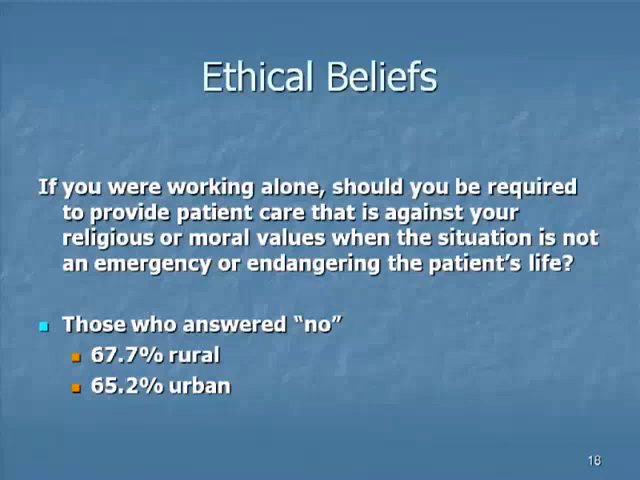 Ethical Beliefs
If you were working alone, should you be required
to provide patient care that is against your
religious or moral values when the situation is not
an emergency or endangering the patient's life?
Those who answered "no"
67.7% rural
65.2% urban
18